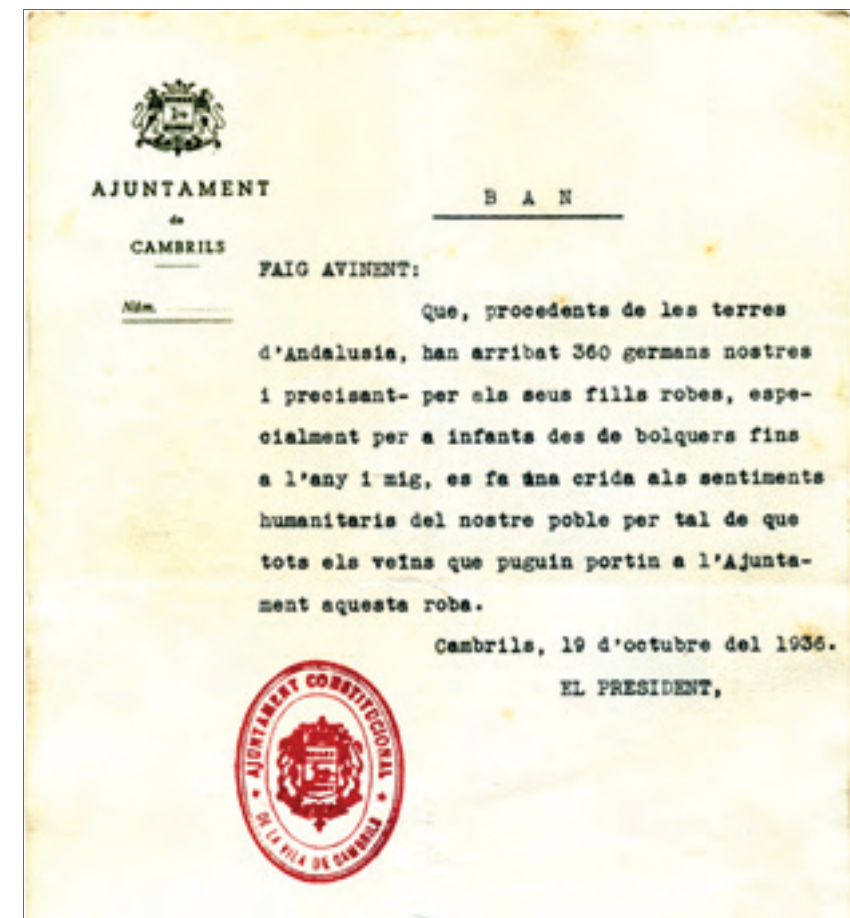 AJUNTAMENT
de
CAMBRILS
Núm.
B A N
FAIG AVINENT:
Que, procedents de les terres
d'Andalusia, han arribat 360 germans nostres
i precisant- per als seus fills robes, espe-
cialment per a infants des de bolquers fins
a l'any i mig, es fa una crida als sentiments
humanitaris del nostre poble per tal de que
tots els veïns que puguin portin a l'Ajunta-
ment aquesta roba.
Cambrils, 19 d'octubre del 1936.
EL PRESIDENT,
AJUNTAMENT CONSTITUCIONAL
DE LA VILA DE CAMBRILS